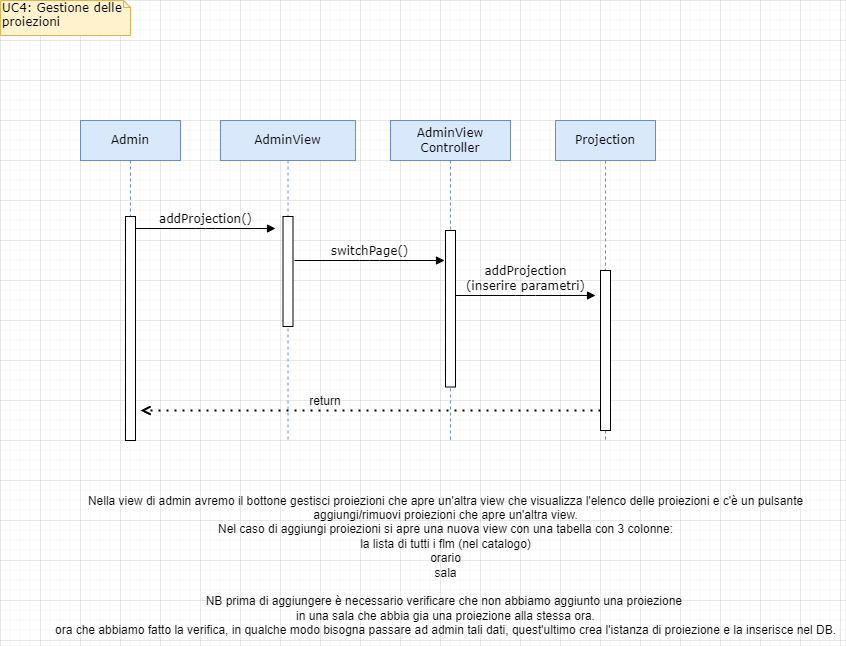 UC4: Gestione delle
proiezioni
Admin
AdminView
AdminView
Controller
Projection
addProjection()
switchPage()
addProjection
(inserire parametri)
return
Nella view di admin avremo il bottone gestisci proiezioni che apre un'altra view che visualizza l'elenco delle proiezioni e c'è un pulsante
aggiungi/rimuovi proiezioni che apre un'altra view.
Nel caso di aggiungi proiezioni si apre una nuova view con una tabella con 3 colonne:
la lista di tutti i flm (nel catalogo)
orario
sala
NB prima di aggiungere è necessario verificare che non abbiamo aggiunto una proiezione
in una sala che abbia gia una proiezione alla stessa ora.
ora che abbiamo fatto la verifica, in qualche modo bisogna passare ad admin tali dati, quest'ultimo crea l'istanza di proiezione e la inserisce nel DB.